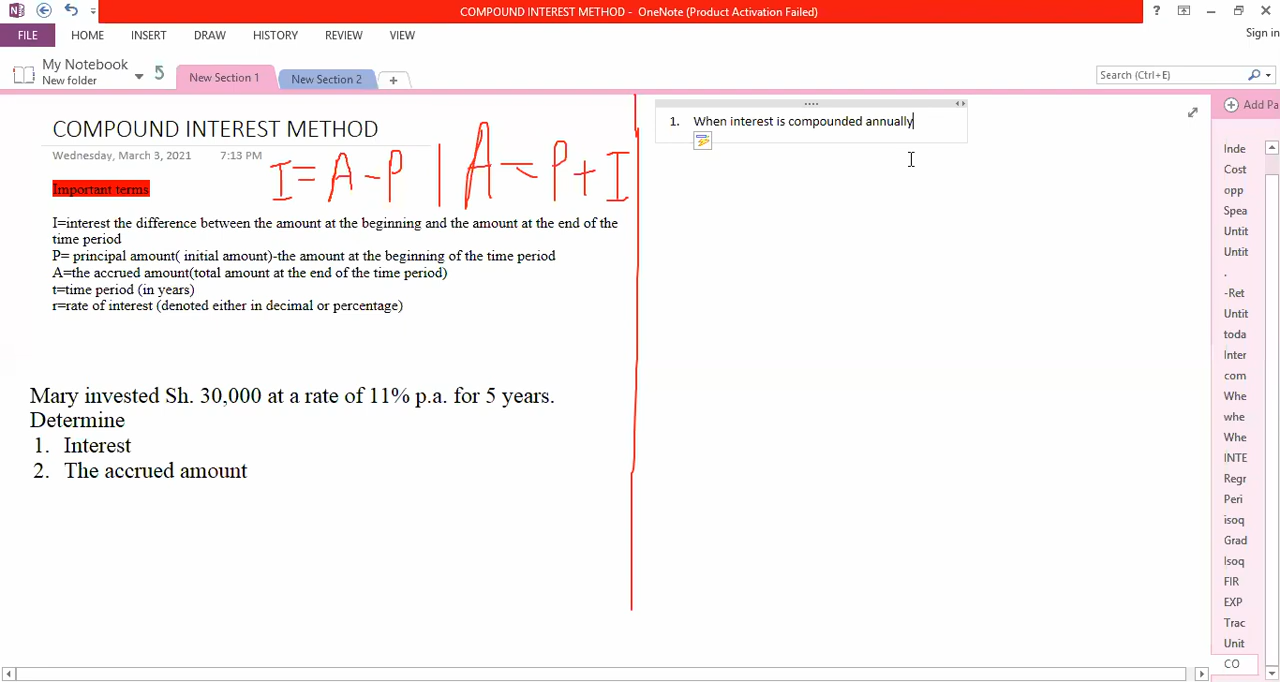 COMPOUND INTEREST METHOD - OneNote (Product Activation Failed)
?
FILE HOME INSERT DRAW HISTORY REVIEW VIEW
Sign in
My Notebook
New folder
New Section 1
New Section 2
+
Search (Ctrl+E)
COMPOUND INTEREST METHOD
Wednesday, March 3, 2021 7:13 PM
Important terms
I = A - P | A = P + I
I=interest the difference between the amount at the beginning and the amount at the end of the
time period
P= principal amount( initial amount)-the amount at the beginning of the time period
A=the accrued amount(total amount at the end of the time period)
t=time period (in years)
r=rate of interest (denoted either in decimal or percentage)
Mary invested Sh. 30,000 at a rate of 11% p.a. for 5 years.
Determine
1. Interest
2. The accrued amount
1. When interest is compounded annually
Add Pa
Inde
Cost
opp
Spea
Untit
Untit
.
-Ret
Untit
toda
Inter
com
Whe
whe
Whe
INTE
Regr
Peri
isoq
Grad
Isoq
FIR
EXP
Trac
Unit
CO